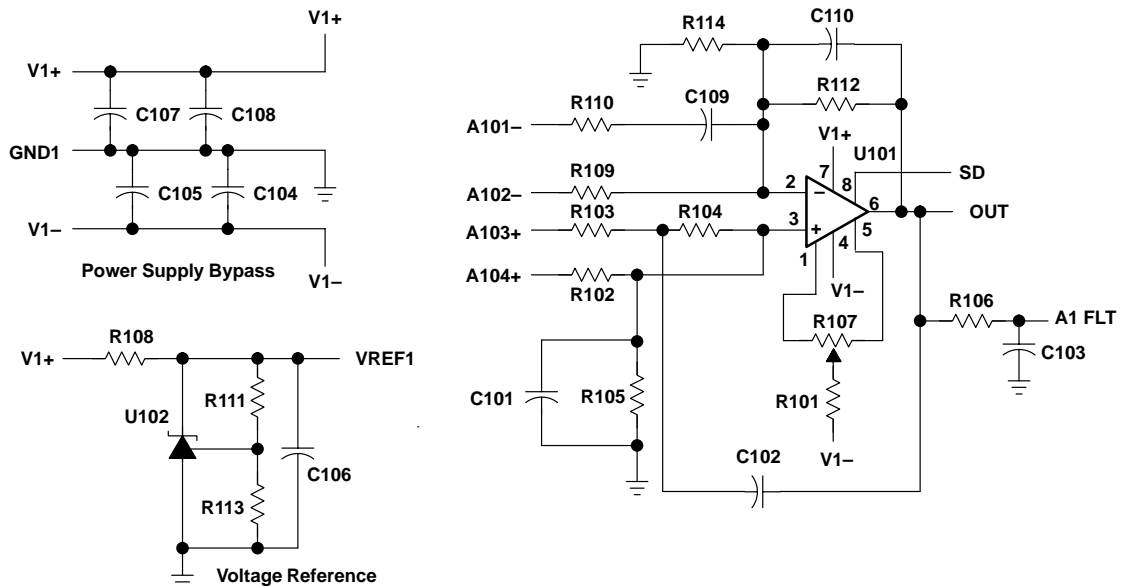 V1+
V1+
C107
C108
GND1
C105
C104
V1–
Power Supply Bypass
V1–
R108
V1+
VREF1
R111
U102
C106
R113
Voltage Reference
C110
R114
R112
C109
R110
A101–
V1+
U101
7
8
R109
SD
A102–
2
–
6
OUT
R103
R104
3
+
5
A103+
4
1
A104+
R102
V1–
R106
R107
A1 FLT
C103
C101
R105
R101
V1–
C102